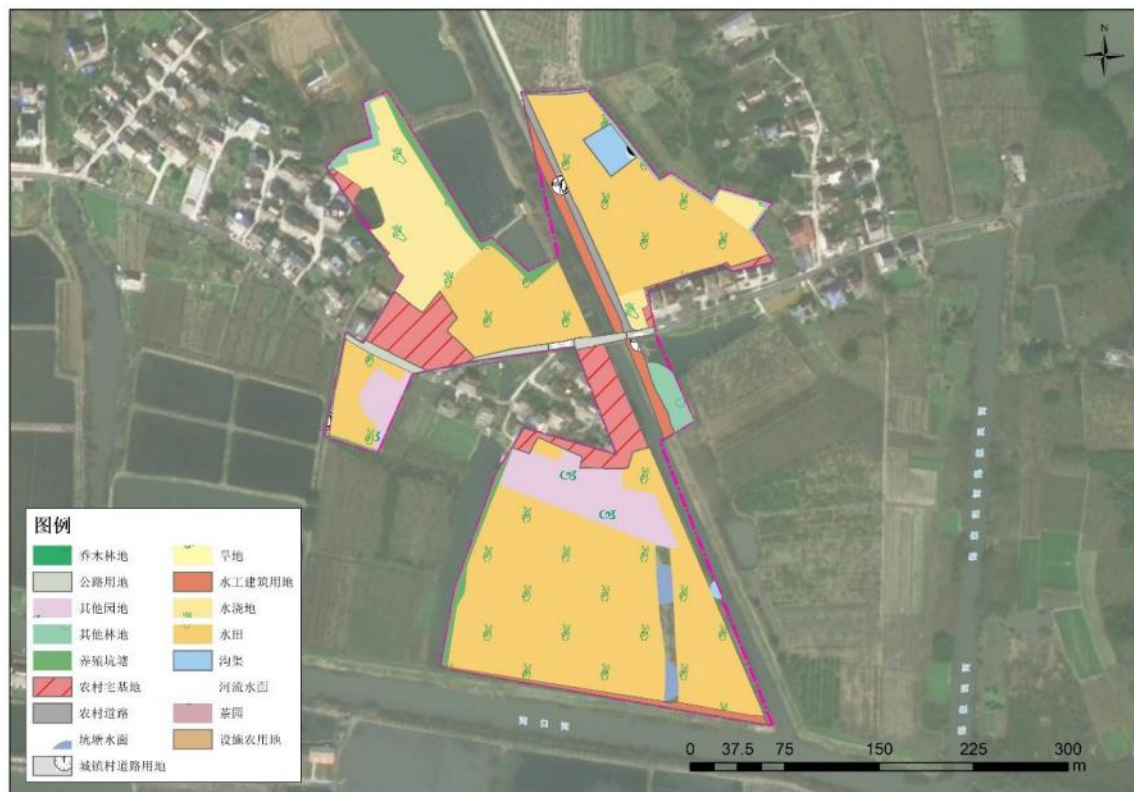 N
图例
乔木林地
旱地
公路用地
水工建筑用地
其他园地
水浇地
其他林地
水田
养殖坑塘
沟渠
农村宅基地
河流水面
农村道路
茶园
坑塘水面
设施农用地
城镇村道路用地
0 37.5 75 150 225 300
m